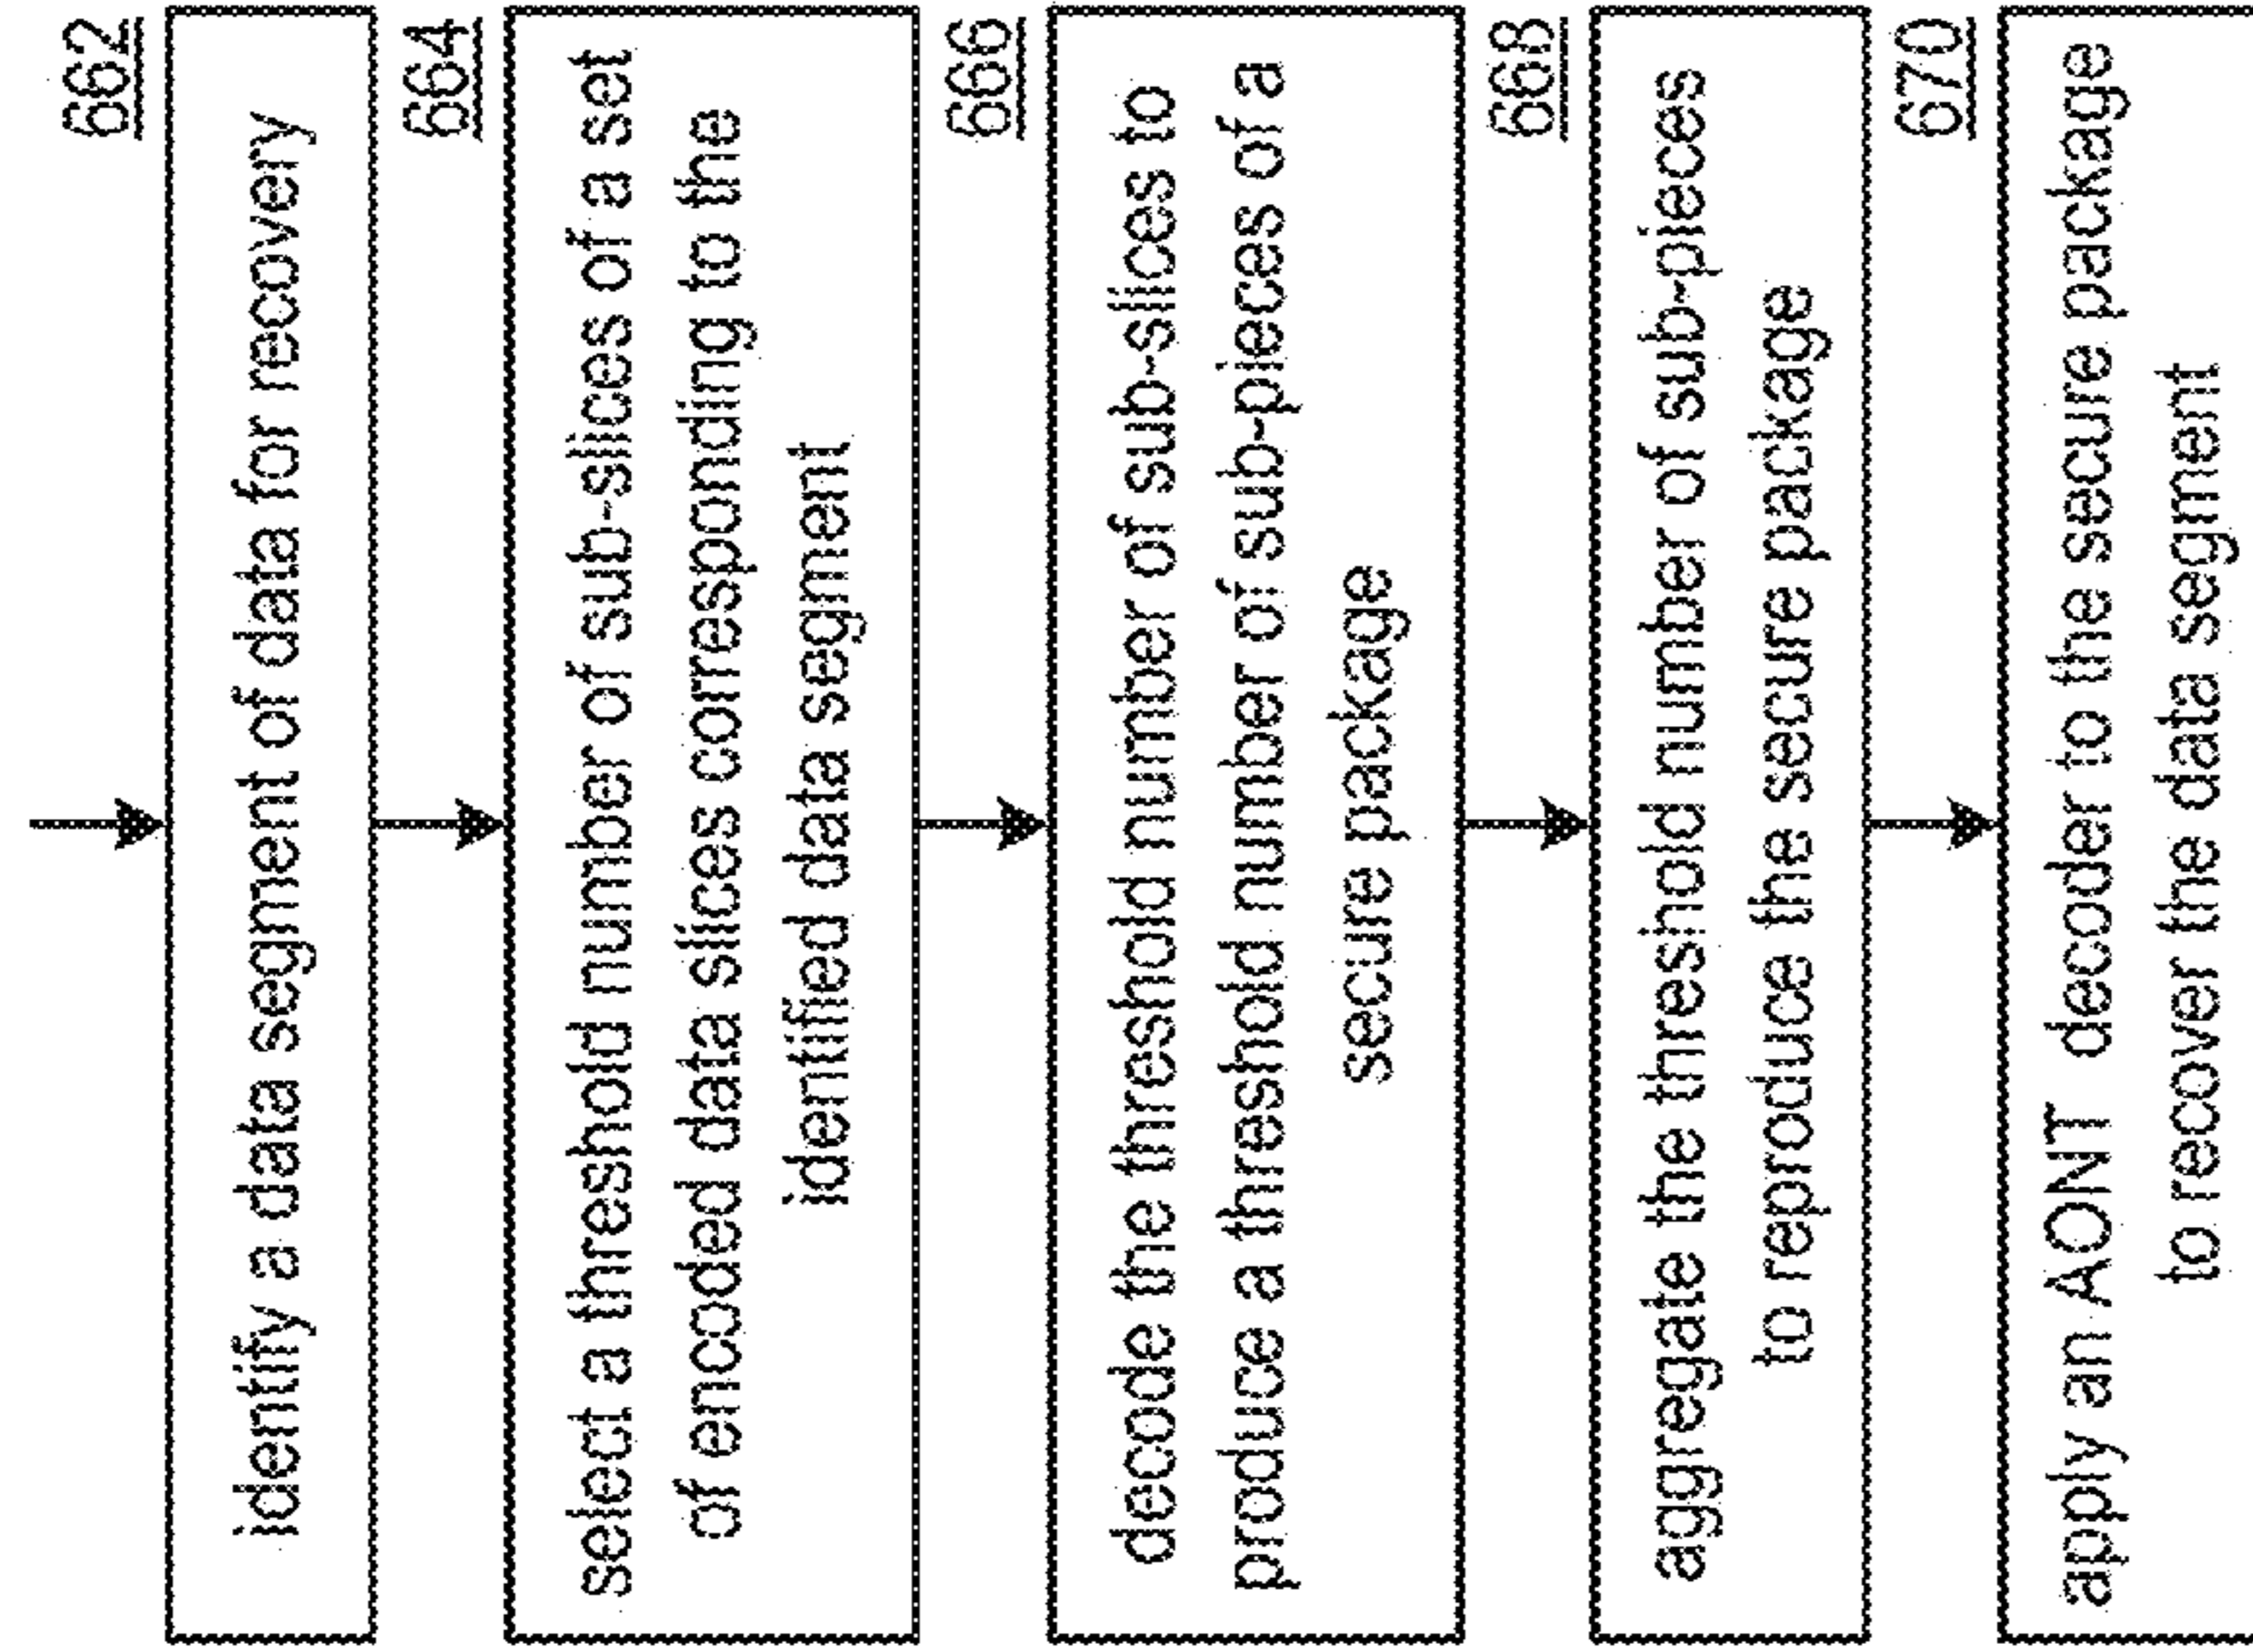 662
identify a data segment of data for recovery
664
select a threshold number of sub-slices of a set
of encoded data slices corresponding to the
identified data segment
666
decode the threshold number of sub-slices to
produce a threshold number of sub-pieces of a
secure package
668
aggregate the threshold number of sub-pieces
to reproduce the secure package
670
apply an AONT decoder to the secure package
to recover the data segment